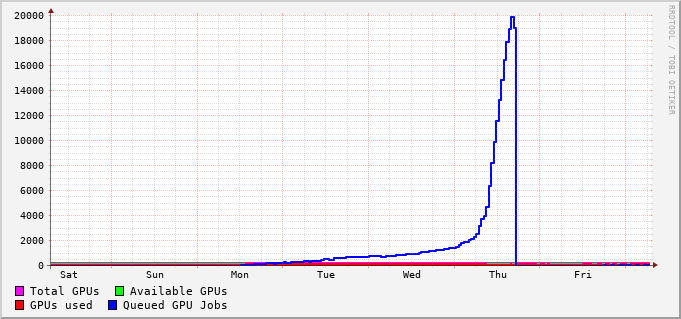 20000
18000
16000
14000
12000
10000
8000
6000
4000
2000
0
Sat Sun Mon Tue Wed Thu Fri
Total GPUs Available GPUs
GPUs used Queued GPU Jobs
RRDTOOL / TOBI OETIKER